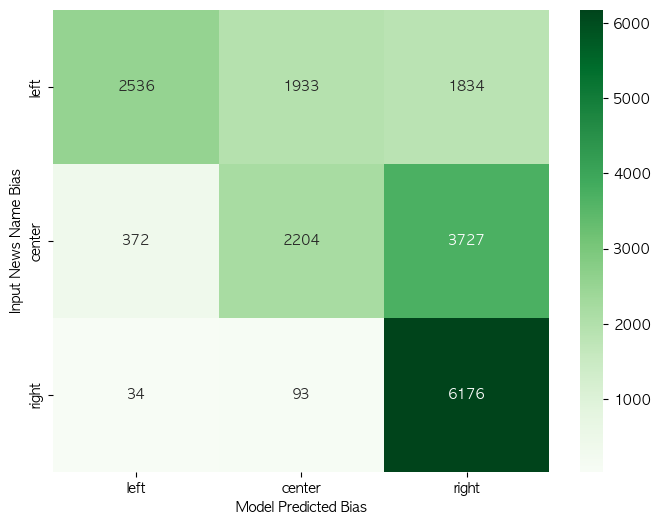 Input News Name Bias
left
center
right
2536 1933 1834
372 2204 3727
34 93 6176
left center right
Model Predicted Bias
6000
5000
4000
3000
2000
1000